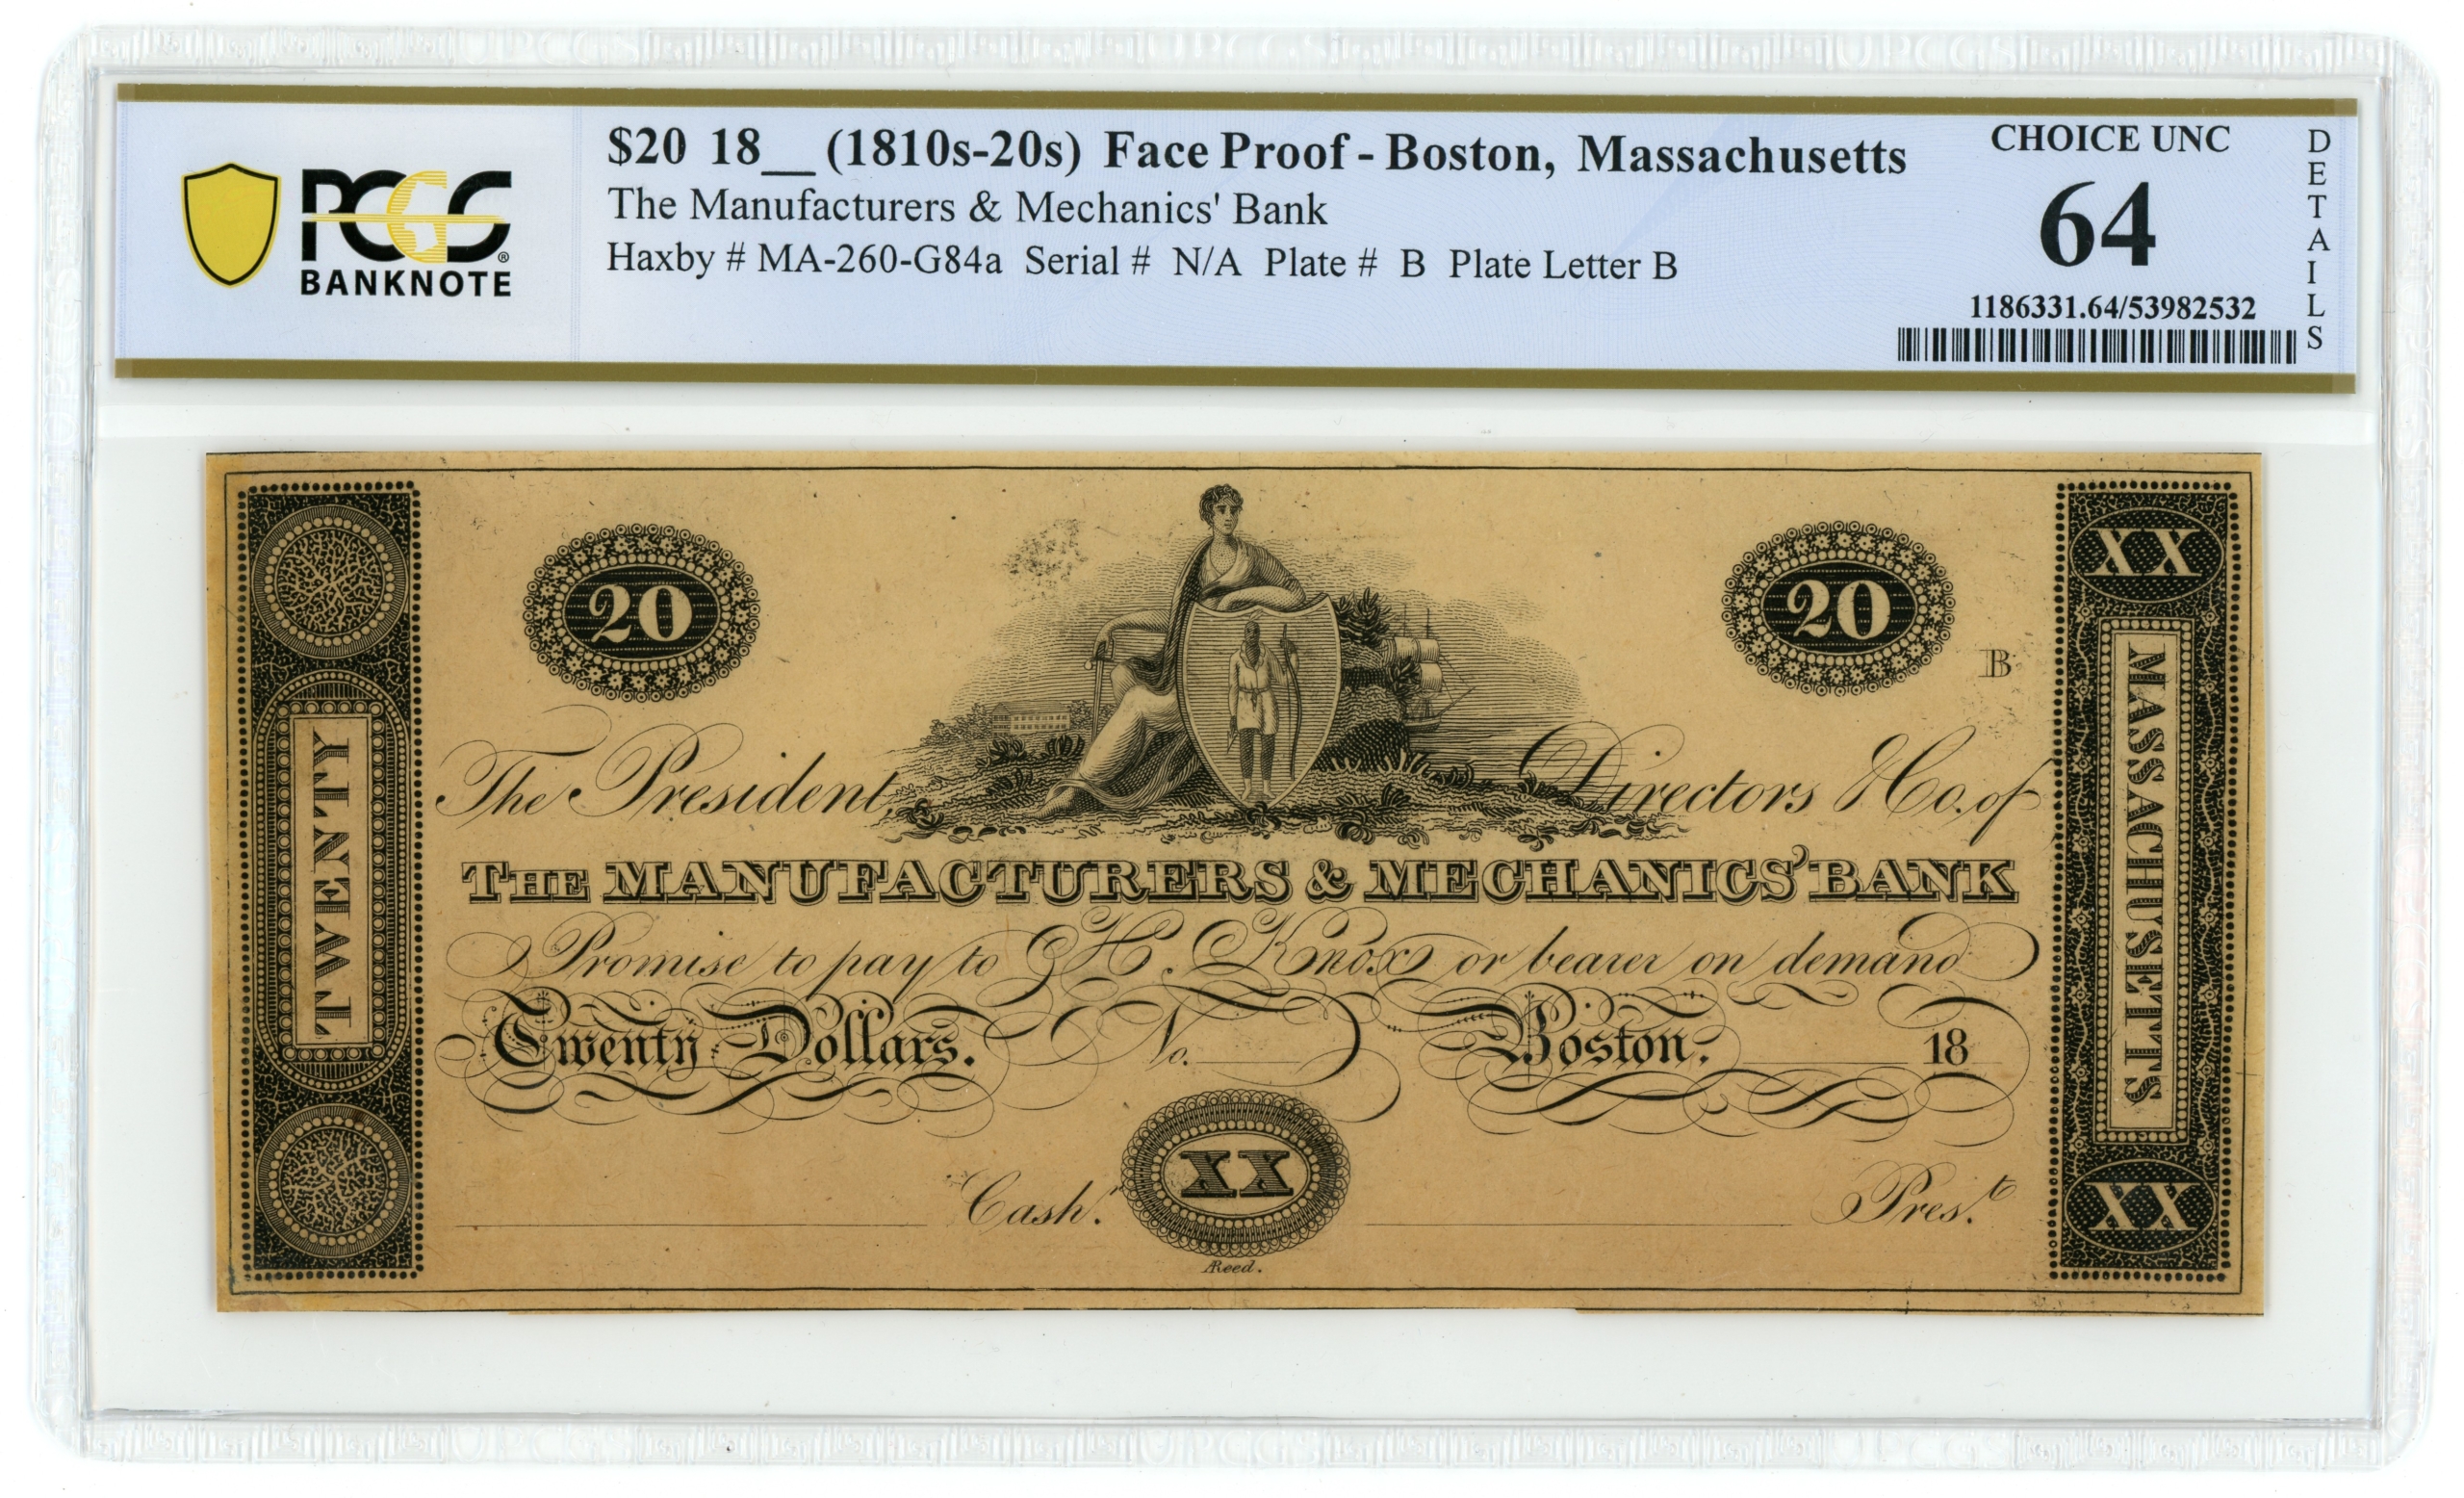 PCGS
BANKNOTE
$20 18__ (1810s-20s) Face Proof - Boston, Massachusetts
The Manufacturers & Mechanics' Bank
Haxby # MA-260-G84a Serial # N/A Plate # B Plate Letter B
CHOICE UNC
64
1186331.64/53982532
DETAILS
20
20
B
XX
TWENTY
MASSACHUSETTS
The President, Directors & Co. of
THE MANUFACTURERS & MECHANICS' BANK
Promise to pay to H. Knox or bearer on demand
Twenty Dollars. No. Boston, 18
Cash.r XX Pres.t
XX
Reed.